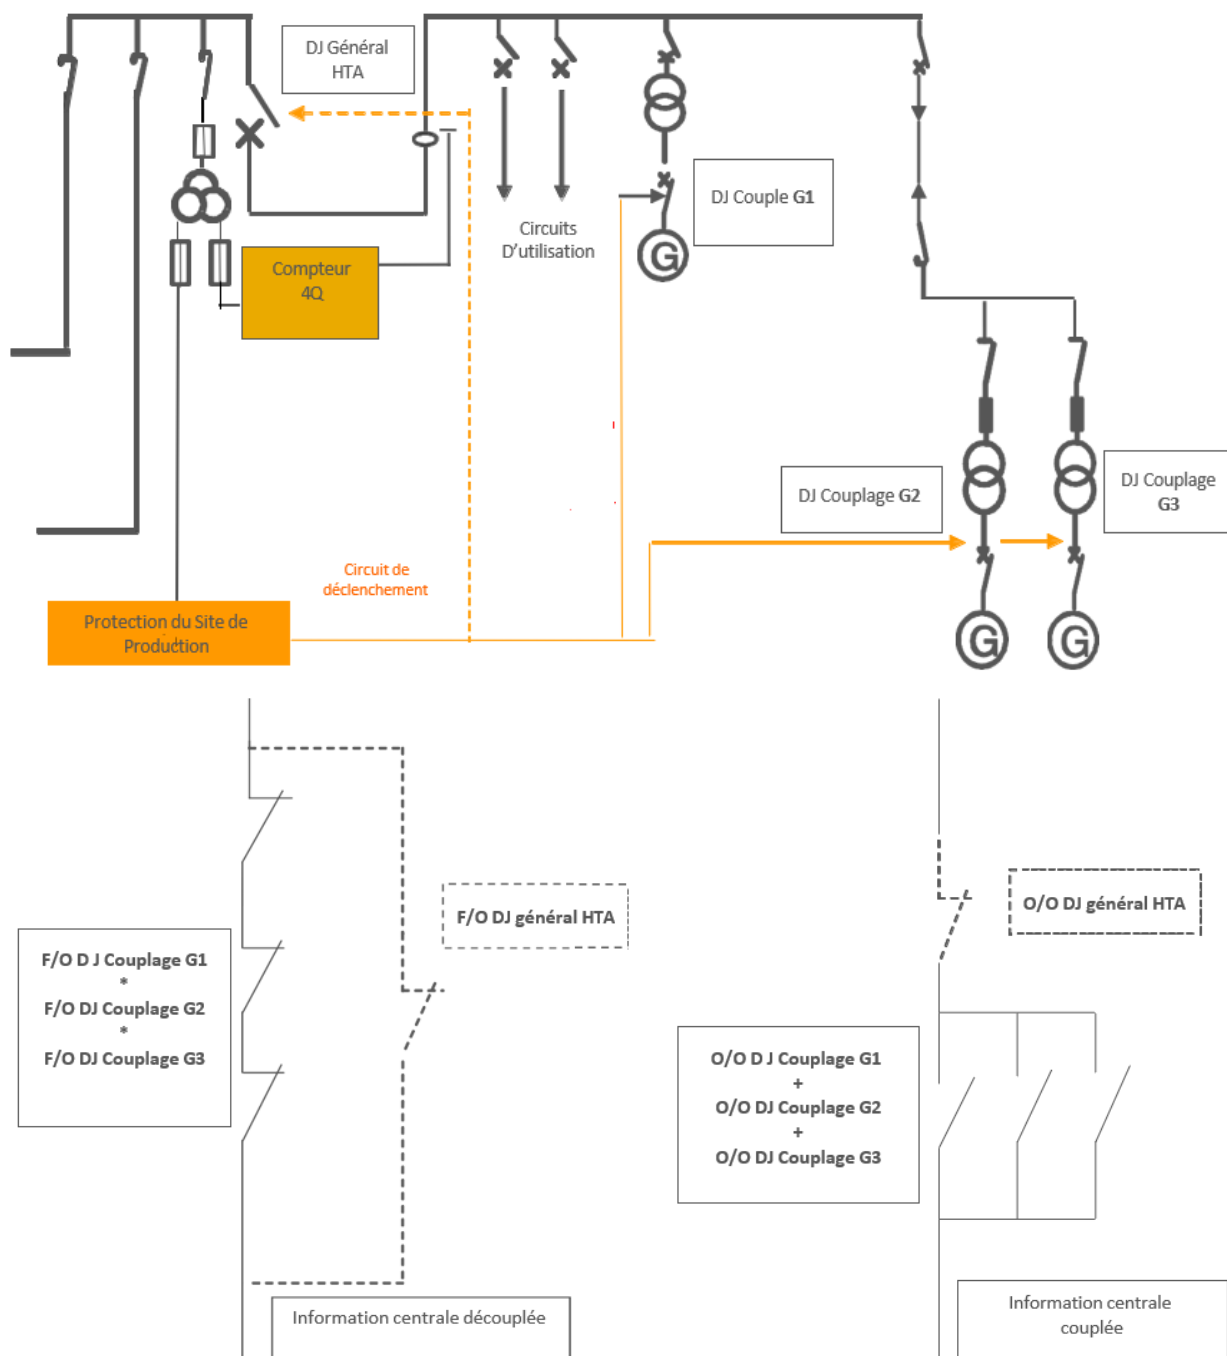 DJ Général
HTA
DJ Couple G1
Circuits
D'utilisation
Compteur
4Q
DJ Couplage G2
DJ Couplage
G3
Circuit de
déclenchement
Protection du Site de
Production
G
G
G
F/O DJ général HTA
O/O DJ général HTA
F/O D J Couplage G1
*
F/O DJ Couplage G2
*
F/O DJ Couplage G3
O/O D J Couplage G1
+
O/O DJ Couplage G2
+
O/O DJ Couplage G3
Information centrale découplée
Information centrale
couplée